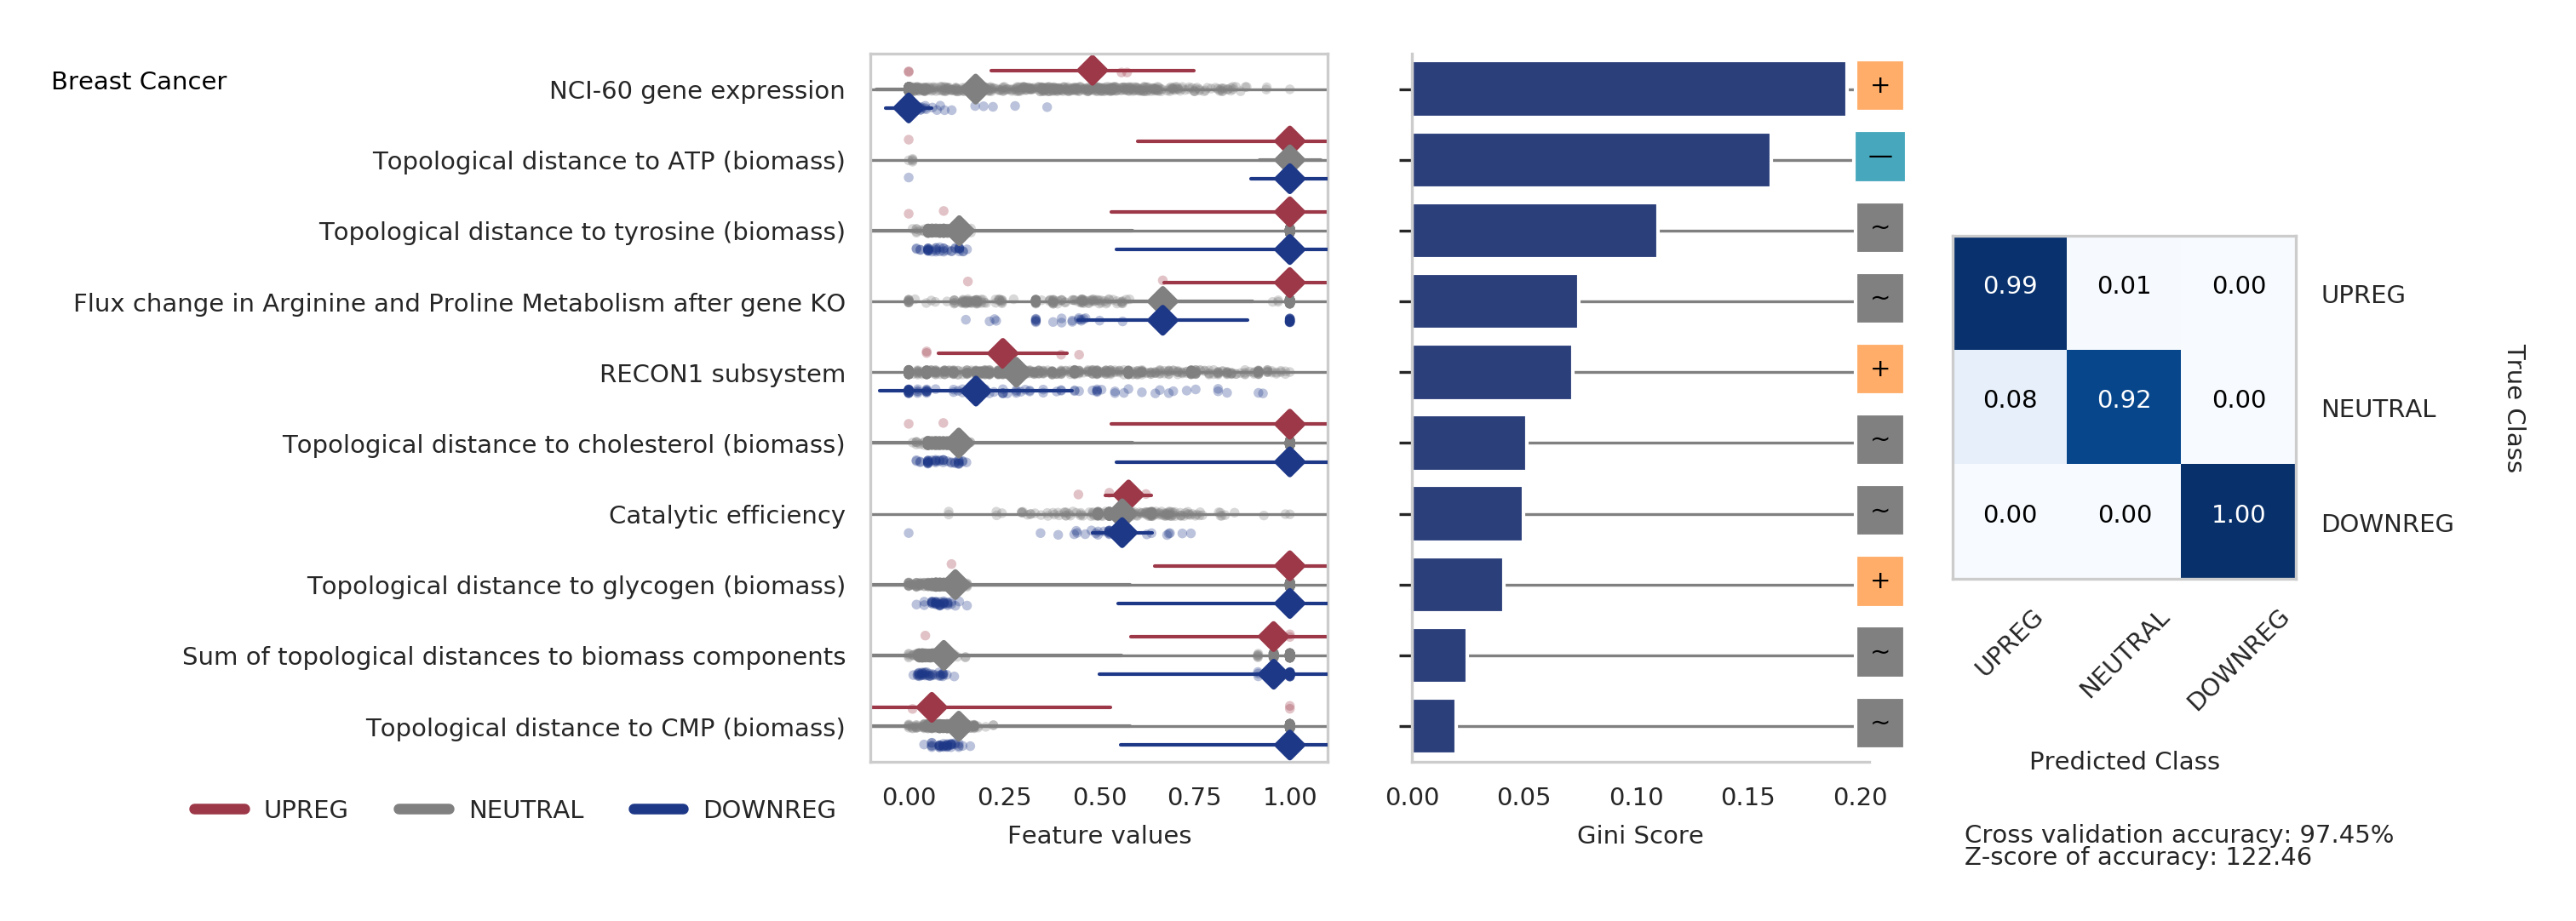 Breast Cancer
NCI-60 gene expression
Topological distance to ATP (biomass)
Topological distance to tyrosine (biomass)
Flux change in Arginine and Proline Metabolism after gene KO
RECON1 subsystem
Topological distance to cholesterol (biomass)
Catalytic efficiency
Topological distance to glycogen (biomass)
Sum of topological distances to biomass components
Topological distance to CMP (biomass)
UPREG NEUTRAL DOWNREG
0.00 0.25 0.50 0.75 1.00
Feature values
+
—
~
~
+
~
~
+
~
~
0.00 0.05 0.10 0.15 0.20
Gini Score
0.99 0.01 0.00 UPREG
0.08 0.92 0.00 NEUTRAL
0.00 0.00 1.00 DOWNREG
True Class
UPREG NEUTRAL DOWNREG
Predicted Class
Cross validation accuracy: 97.45%
Z-score of accuracy: 122.46